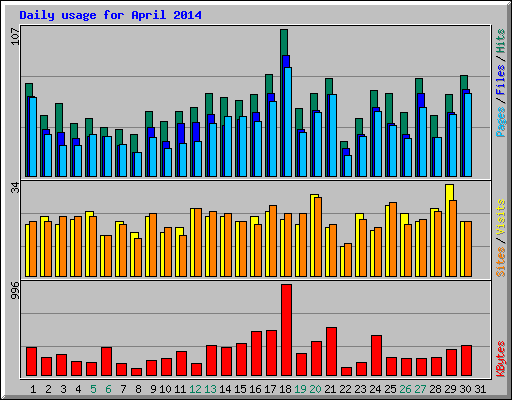 Daily usage for April 2014
107
Pages / Files / Hits
34
Sites / Visits
996
KBytes
1 2 3 4 5 6 7 8 9 10 11 12 13 14 15 16 17 18 19 20 21 22 23 24 25 26 27 28 29 30 31